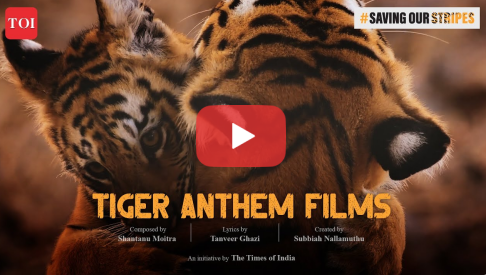 TOI
#SAVING OUR STRIPES
TIGER ANTHEM FILMS
Composed by
Shantanu Moitra
Lyrics by
Tanveer Ghazi
Created by
Subbiah Nallamuthu
An initiative by The Times of India